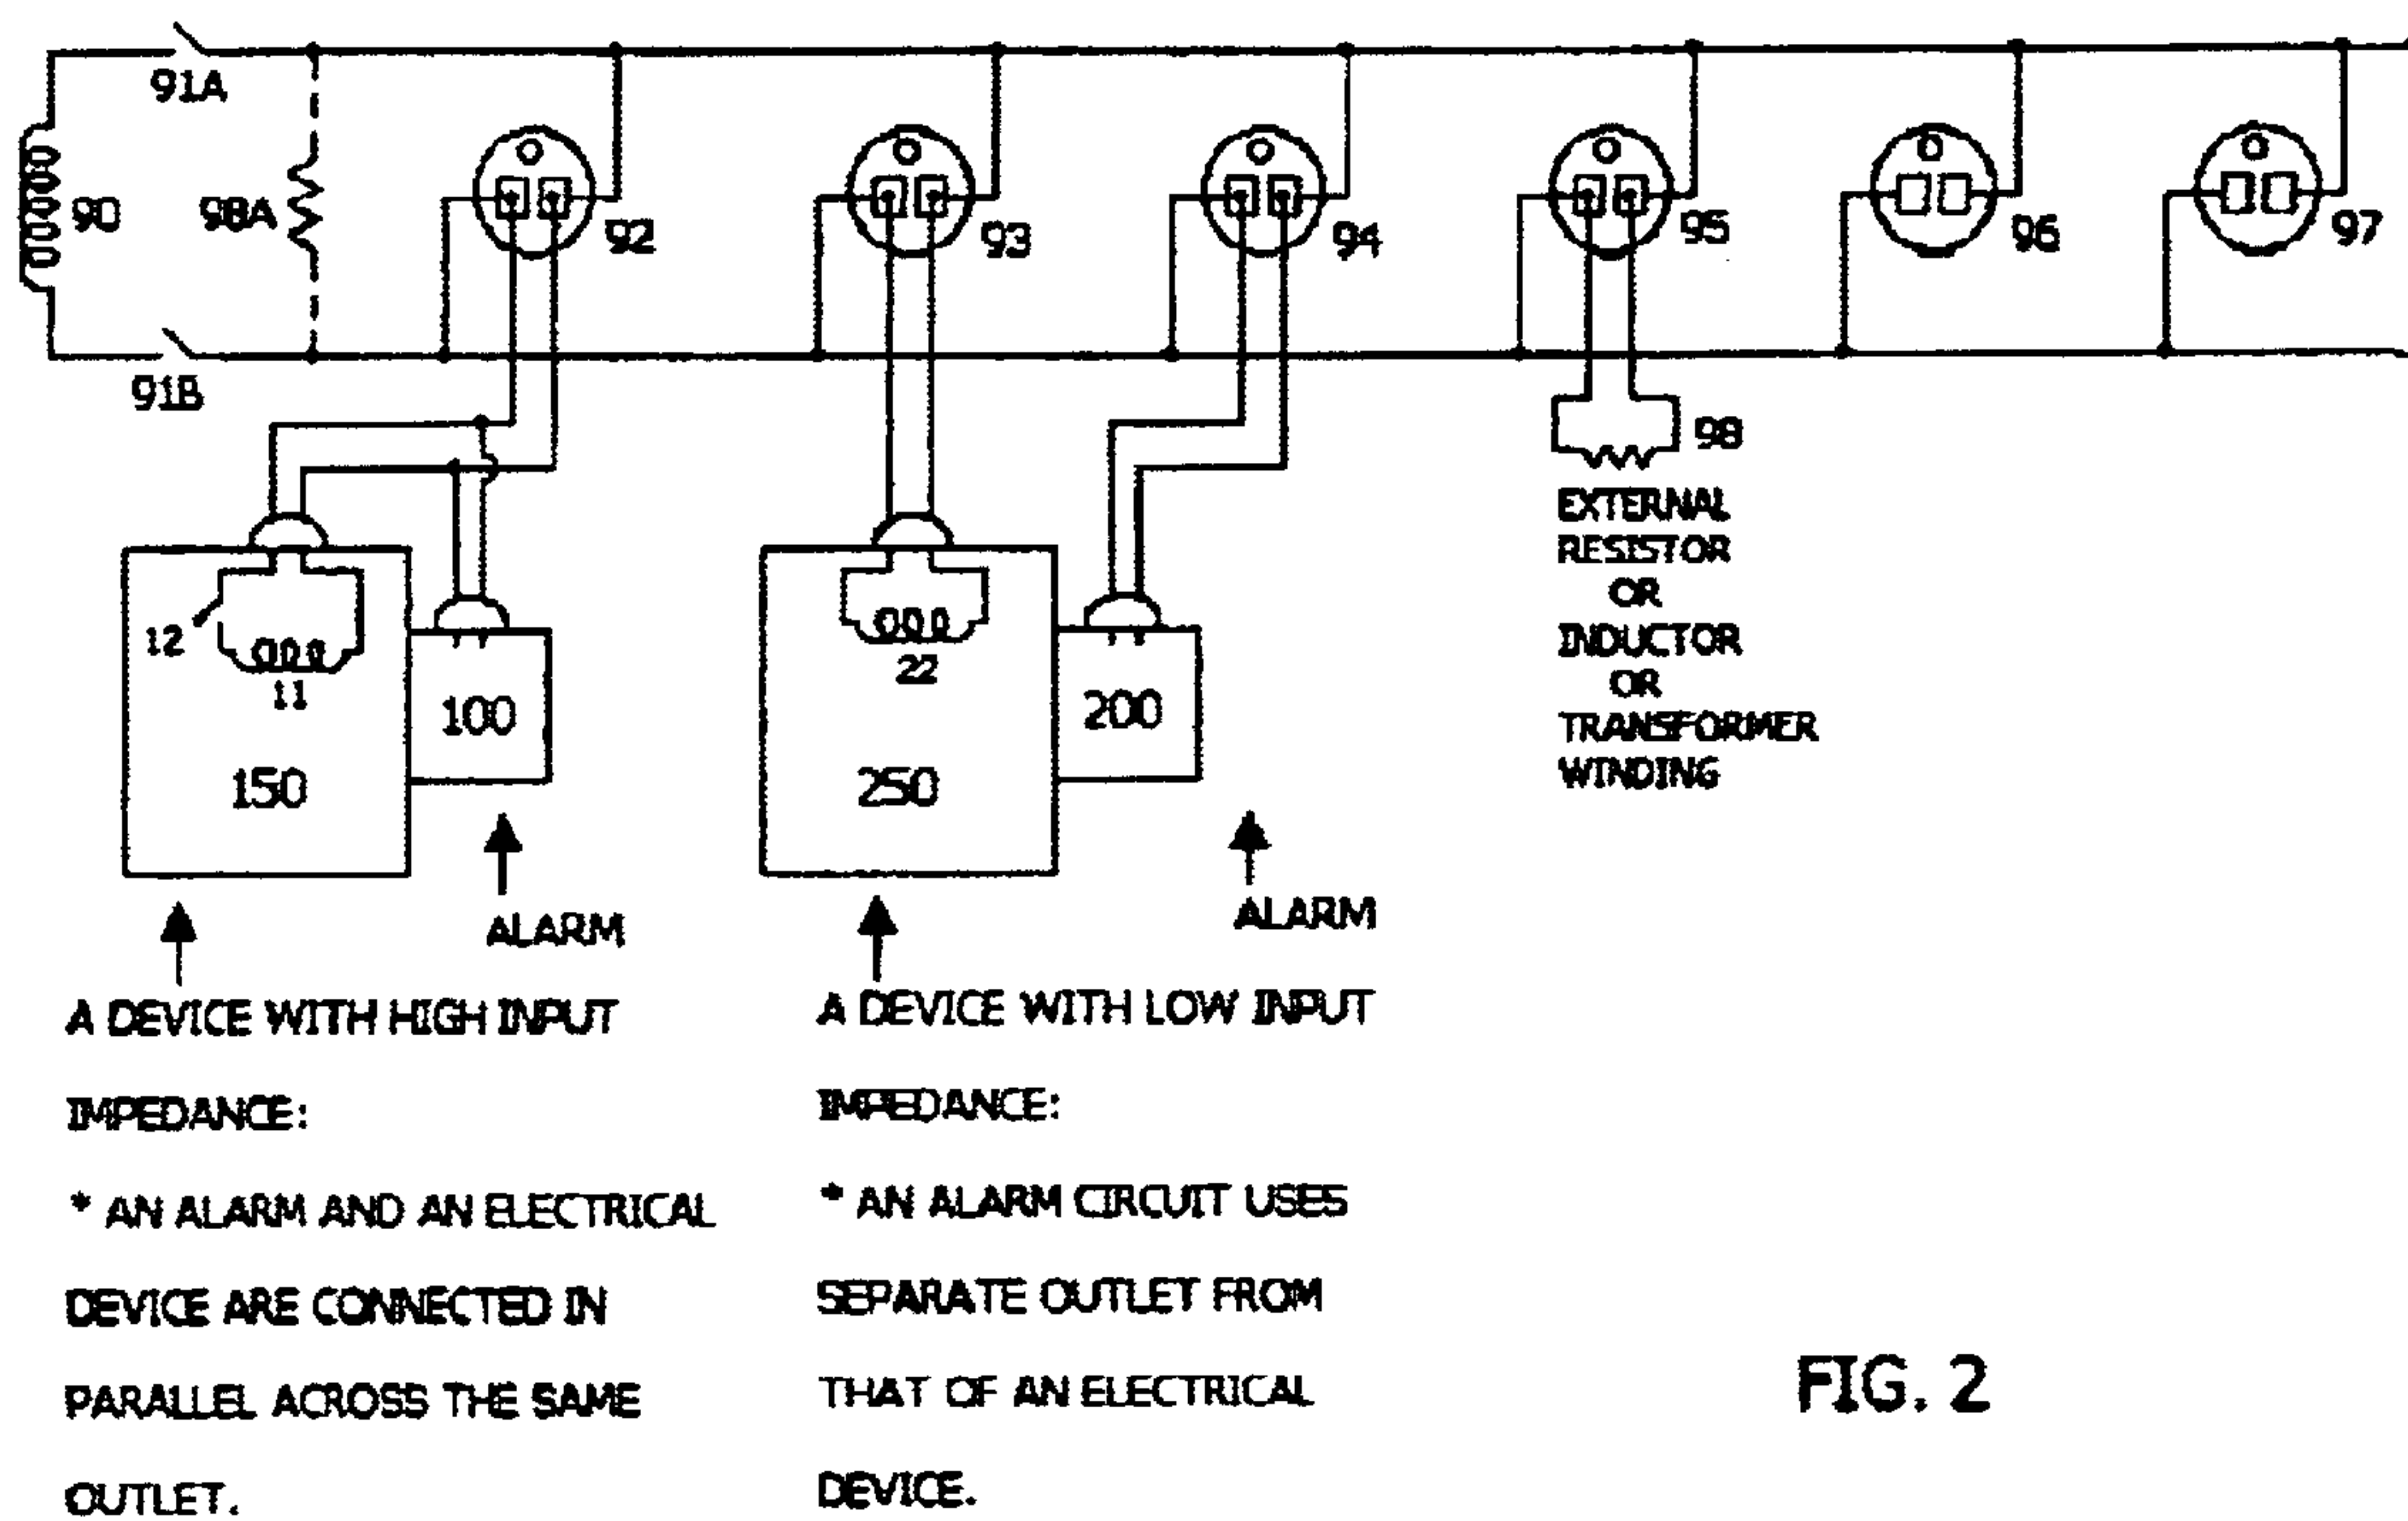 91A
90
98A
92
93
94
95
96
97
91B
98
EXTERNAL
RESISTOR
OR
INDUCTOR
OR
TRANSFORMER
WINDING
12
11
100
150
22
200
250
ALARM
ALARM
A DEVICE WITH HIGH INPUT
IMPEDANCE:
* AN ALARM AND AN ELECTRICAL
DEVICE ARE CONNECTED IN
PARALLEL ACROSS THE SAME
OUTLET.
A DEVICE WITH LOW INPUT
IMPEDANCE:
* AN ALARM CIRCUIT USES
SEPARATE OUTLET FROM
THAT OF AN ELECTRICAL
DEVICE.
FIG. 2